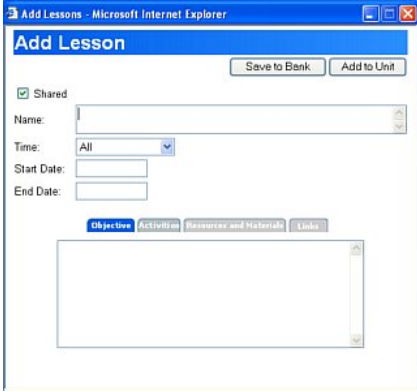 Add Lessons - Microsoft Internet Explorer
Add Lesson
Save to Bank Add to Unit
Shared
Name:
Time: All
Start Date:
End Date:
Objective Activities Resources and Materials Links